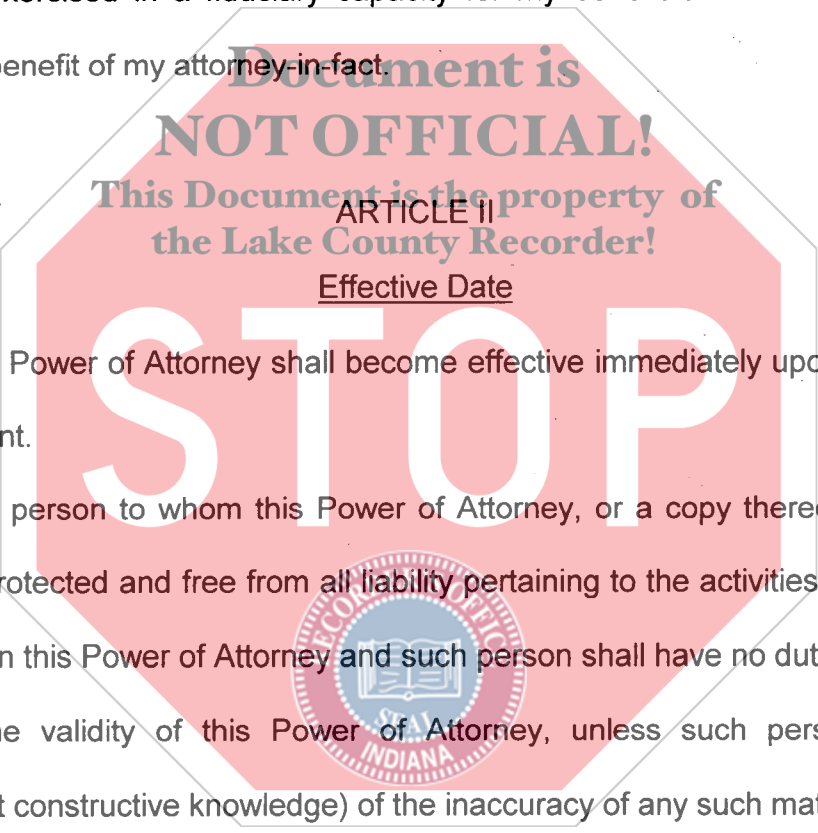 benefit of my attorney-in-fact.
Document is
NOT OFFICIAL!
This Document is the property of
the Lake County Recorder!
ARTICLE II
Effective Date
STOP
Power of Attorney shall become effective immediately upo
nt.
person to whom this Power of Attorney, or a copy there
rotected and free from all liability pertaining to the activities
n this Power of Attorney and such person shall have no dut
he validity of this Power of Attorney, unless such pers
t constructive knowledge) of the inaccuracy of any such mat
RECORDER'S OFFICE
SEAL
INDIANA